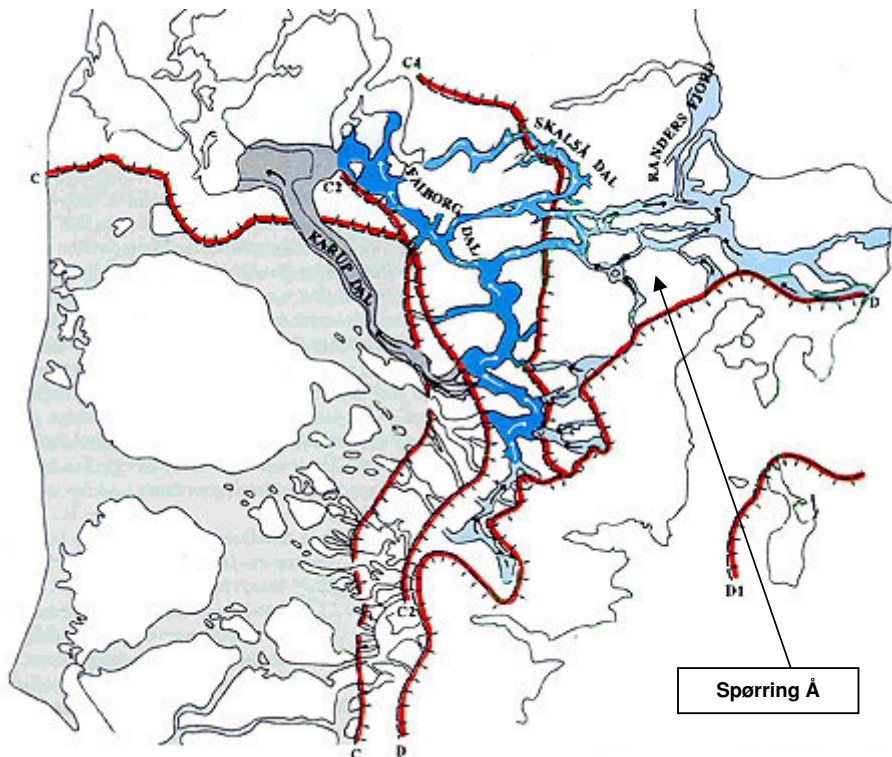 C4
SKALSÅ DAL
RANDERS FJORD
C
C2
FALBORG DAL
KARUP DAL
D
D1
C2
Spørring Å
C
D